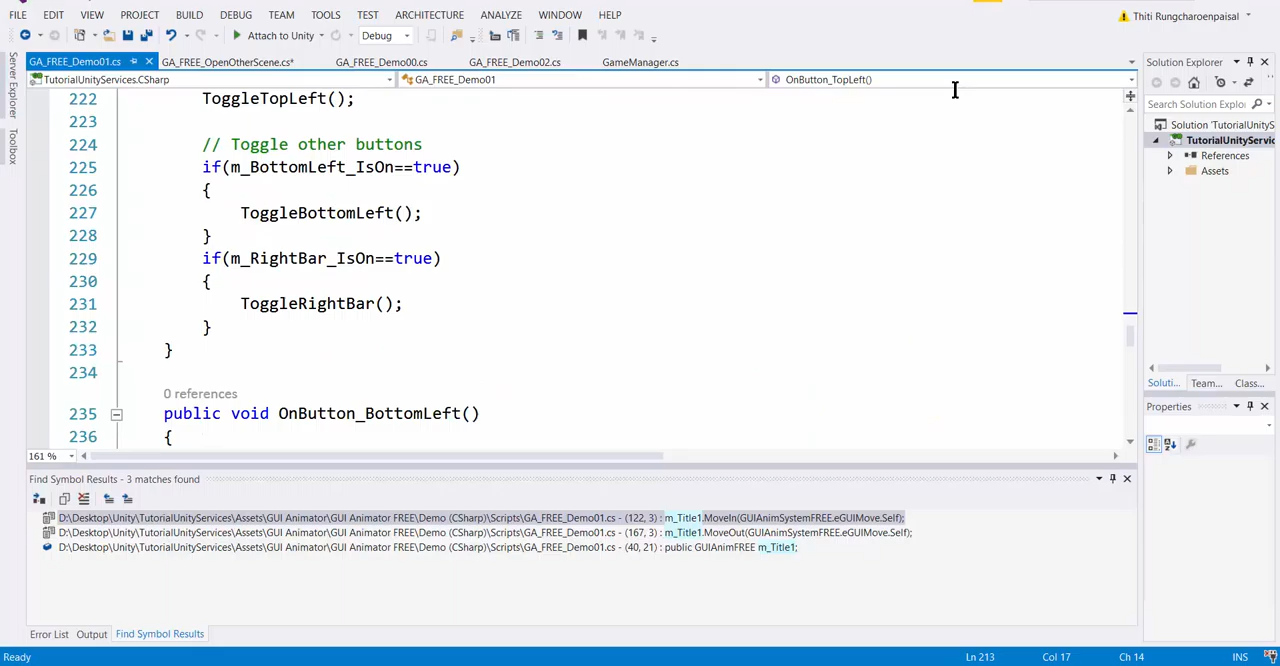 FILE EDIT VIEW PROJECT BUILD DEBUG TEAM TOOLS TEST ARCHITECTURE ANALYZE WINDOW HELP
Thiti Rungcharoenpaisal
Attach to Unity Debug
Server Explorer
Toolbox
GA_FREE_Demo01.cs GA_FREE_OpenOtherScene.cs* GA_FREE_Demo00.cs GA_FREE_Demo02.cs GameManager.cs
TutorialUnityServices.CSharp GA_FREE_Demo01 OnButton_TopLeft()
222 ToggleTopLeft();
223
224 // Toggle other buttons
225 if(m_BottomLeft_IsOn==true)
226 {
227 ToggleBottomLeft();
228 }
229 if(m_RightBar_IsOn==true)
230 {
231 ToggleRightBar();
232 }
233 }
234
0 references
235 public void OnButton_BottomLeft()
236 {
161 %
Solution Explorer
Search Solution Explo
Solution 'TutorialUnityS
TutorialUnityServic
References
Assets
Soluti... Team... Class...
Properties
Find Symbol Results - 3 matches found
D:\Desktop\Unity\TutorialUnityServices\Assets\GUI Animator\GUI Animator FREE\Demo (CSharp)\Scripts\GA_FREE_Demo01.cs - (122, 3) : m_Title1.MoveIn(GUIAnimSystemFREE.eGUIMove.Self);
D:\Desktop\Unity\TutorialUnityServices\Assets\GUI Animator\GUI Animator FREE\Demo (CSharp)\Scripts\GA_FREE_Demo01.cs - (167, 3) : m_Title1.MoveOut(GUIAnimSystemFREE.eGUIMove.Self);
D:\Desktop\Unity\TutorialUnityServices\Assets\GUI Animator\GUI Animator FREE\Demo (CSharp)\Scripts\GA_FREE_Demo01.cs - (40, 21) : public GUIAnimFREE m_Title1;
Error List Output Find Symbol Results
Ready Ln 213 Col 17 Ch 14 INS